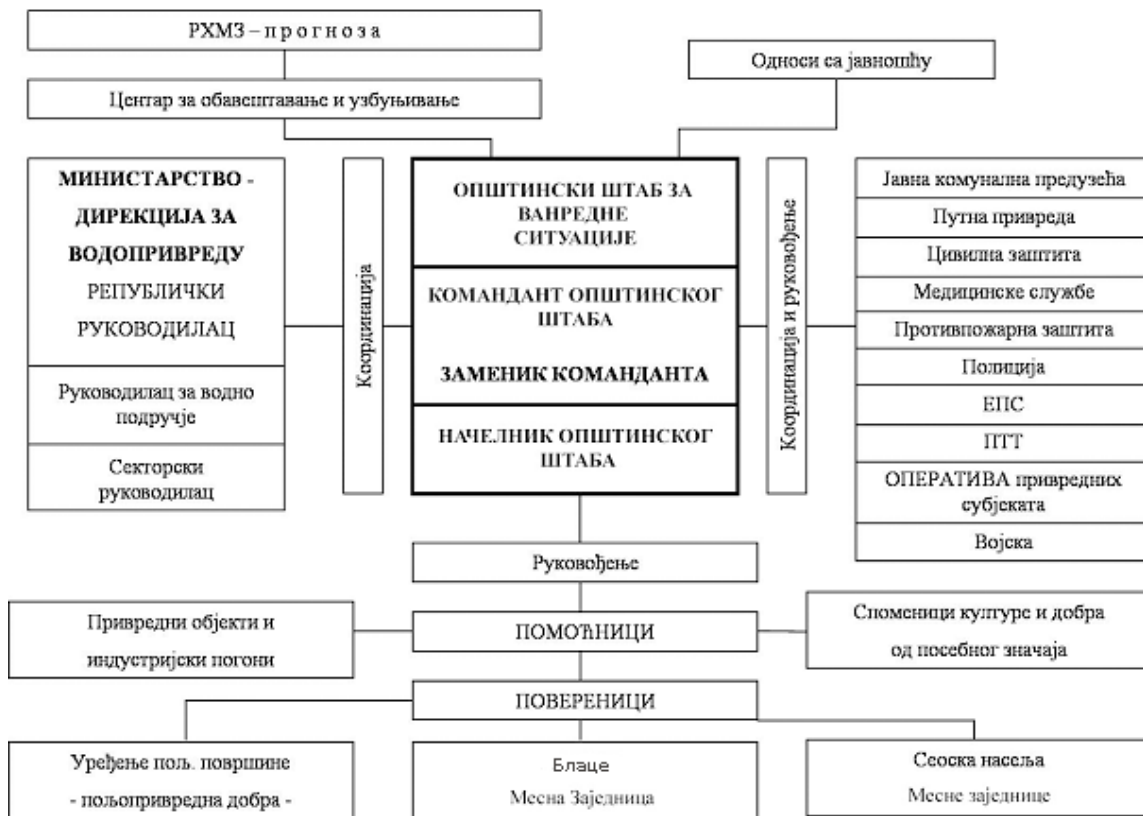 РХМЗ – п р о г н о з а
Центар за обавештавање и узбуњивање
Односи са јавношћу
МИНИСТАРСТВО -
ДИРЕКЦИЈА ЗА
ВОДОПРИВРЕДУ
РЕПУБЛИЧКИ
РУКОВОДИЛАЦ
Руководилац за водно
подручје
Секторски
руководилац
Координација
ОПШТИНСКИ ШТАБ ЗА
ВАНРЕДНЕ
СИТУАЦИЈЕ
КОМАНДАНТ ОПШТИНСКОГ
ШТАБА
ЗАМЕНИК КОМАНДАНТА
НАЧЕЛНИК ОПШТИНСКОГ
ШТАБА
Координација и руковођење
Јавна комунална предузећа
Путна привреда
Цивилна заштита
Медицинске службе
Противпожарна заштита
Полиција
ЕПС
ПТТ
ОПЕРАТИВА привредних
субјеката
Војска
Руковођење
Привредни објекти и
индустријски погони
ПОМОЋНИЦИ
Споменици културе и добра
од посебног значаја
ПОВЕРЕНИЦИ
Уређење пољ. површине
- пољопривредна добра -
Блаце
Месна Заједница
Сеоска насеља
Месне заједнице